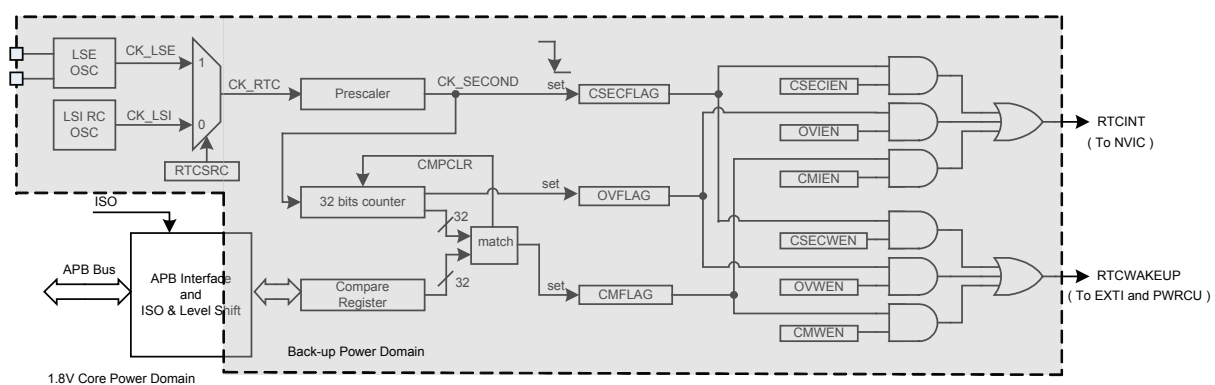 LSE
OSC
CK_LSE
1
CK_RTC
Prescaler
CK_SECOND
set
CSECFLAG
CSECIEN
LSI RC
OSC
CK_LSI
0
RTCSRC
OVIEN
RTCINT
( To NVIC )
CMIEN
CMPCLR
32 bits counter
set
OVFLAG
ISO
32
match
CSECWEN
APB Bus
APB Interface
and
ISO & Level Shift
Compare
Register
32
set
CMFLAG
OVWEN
RTCWAKEUP
( To EXTI and PWRCU )
CMWEN
Back-up Power Domain
1.8V Core Power Domain